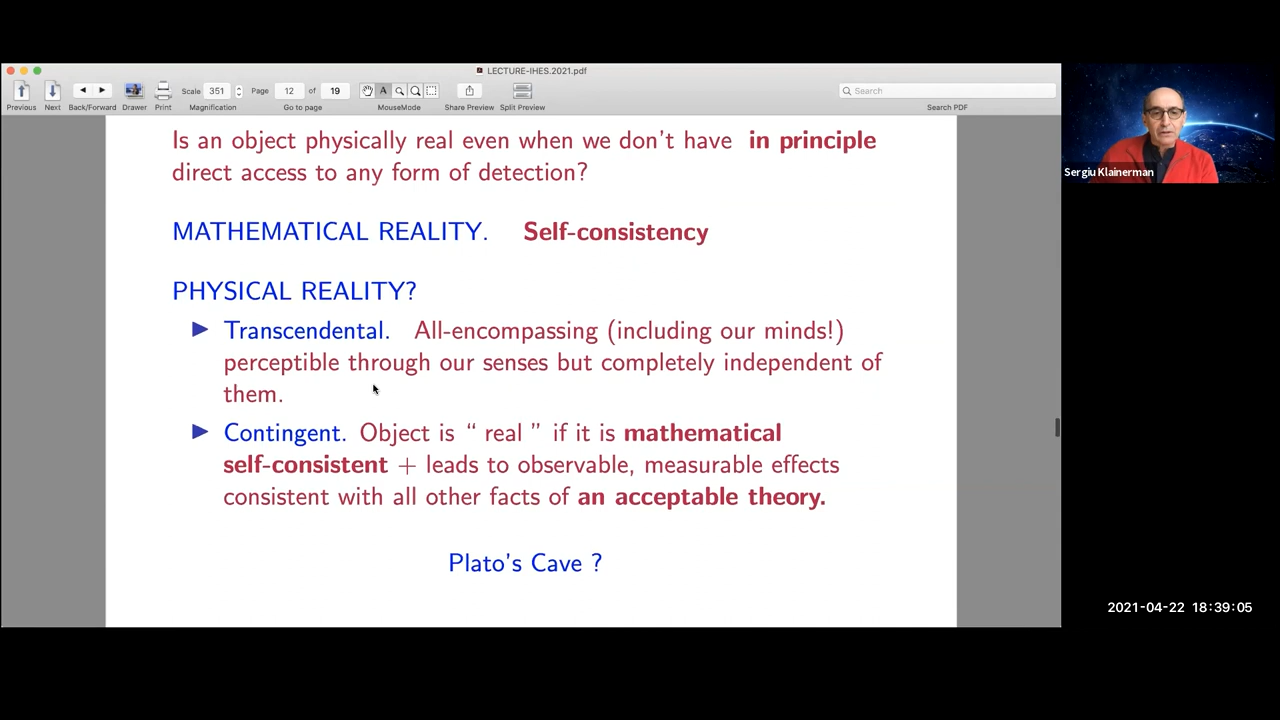 LECTURE-IHES.2021.pdf
Scale 351 Page 12 of 19 Search
Previous Next Back/Forward Drawer Print Magnification Go to page MouseMode Share Preview Split Preview Search PDF
Is an object physically real even when we don't have in principle
direct access to any form of detection?
Sergiu Klainerman
MATHEMATICAL REALITY. Self-consistency
PHYSICAL REALITY?
Transcendental. All-encompassing (including our minds!)
perceptible through our senses but completely independent of
them.
Contingent. Object is “ real ” if it is mathematical
self-consistent + leads to observable, measurable effects
consistent with all other facts of an acceptable theory.
Plato's Cave ?
2021-04-22 18:39:05